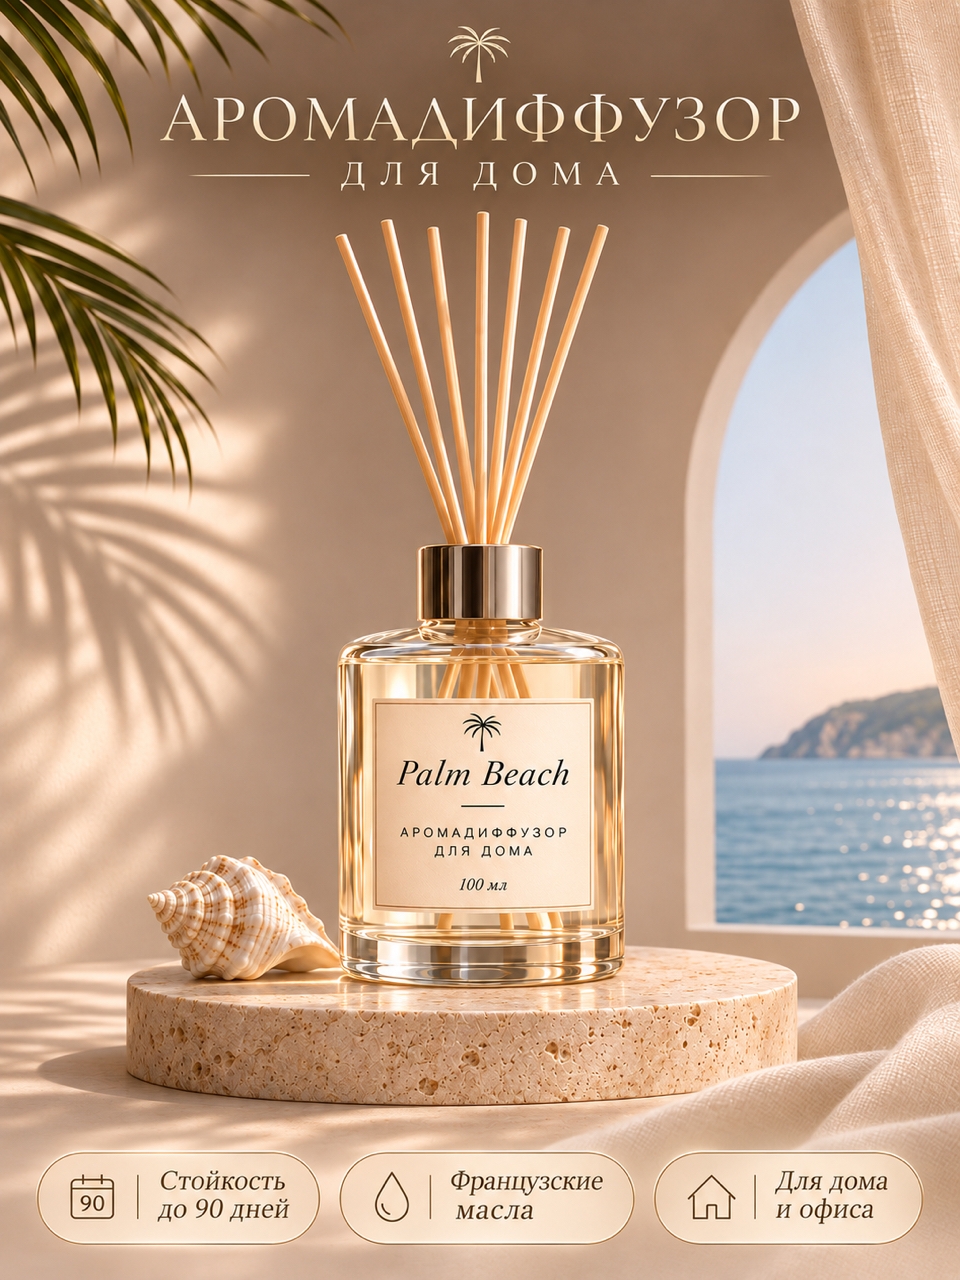 АРОМАДИФФУЗОР
ДЛЯ ДОМА
Palm Beach
АРОМАДИФФУЗОР
ДЛЯ ДОМА
100 мл
90
Стойкость
до 90 дней
Французские
масла
Для дома
и офиса